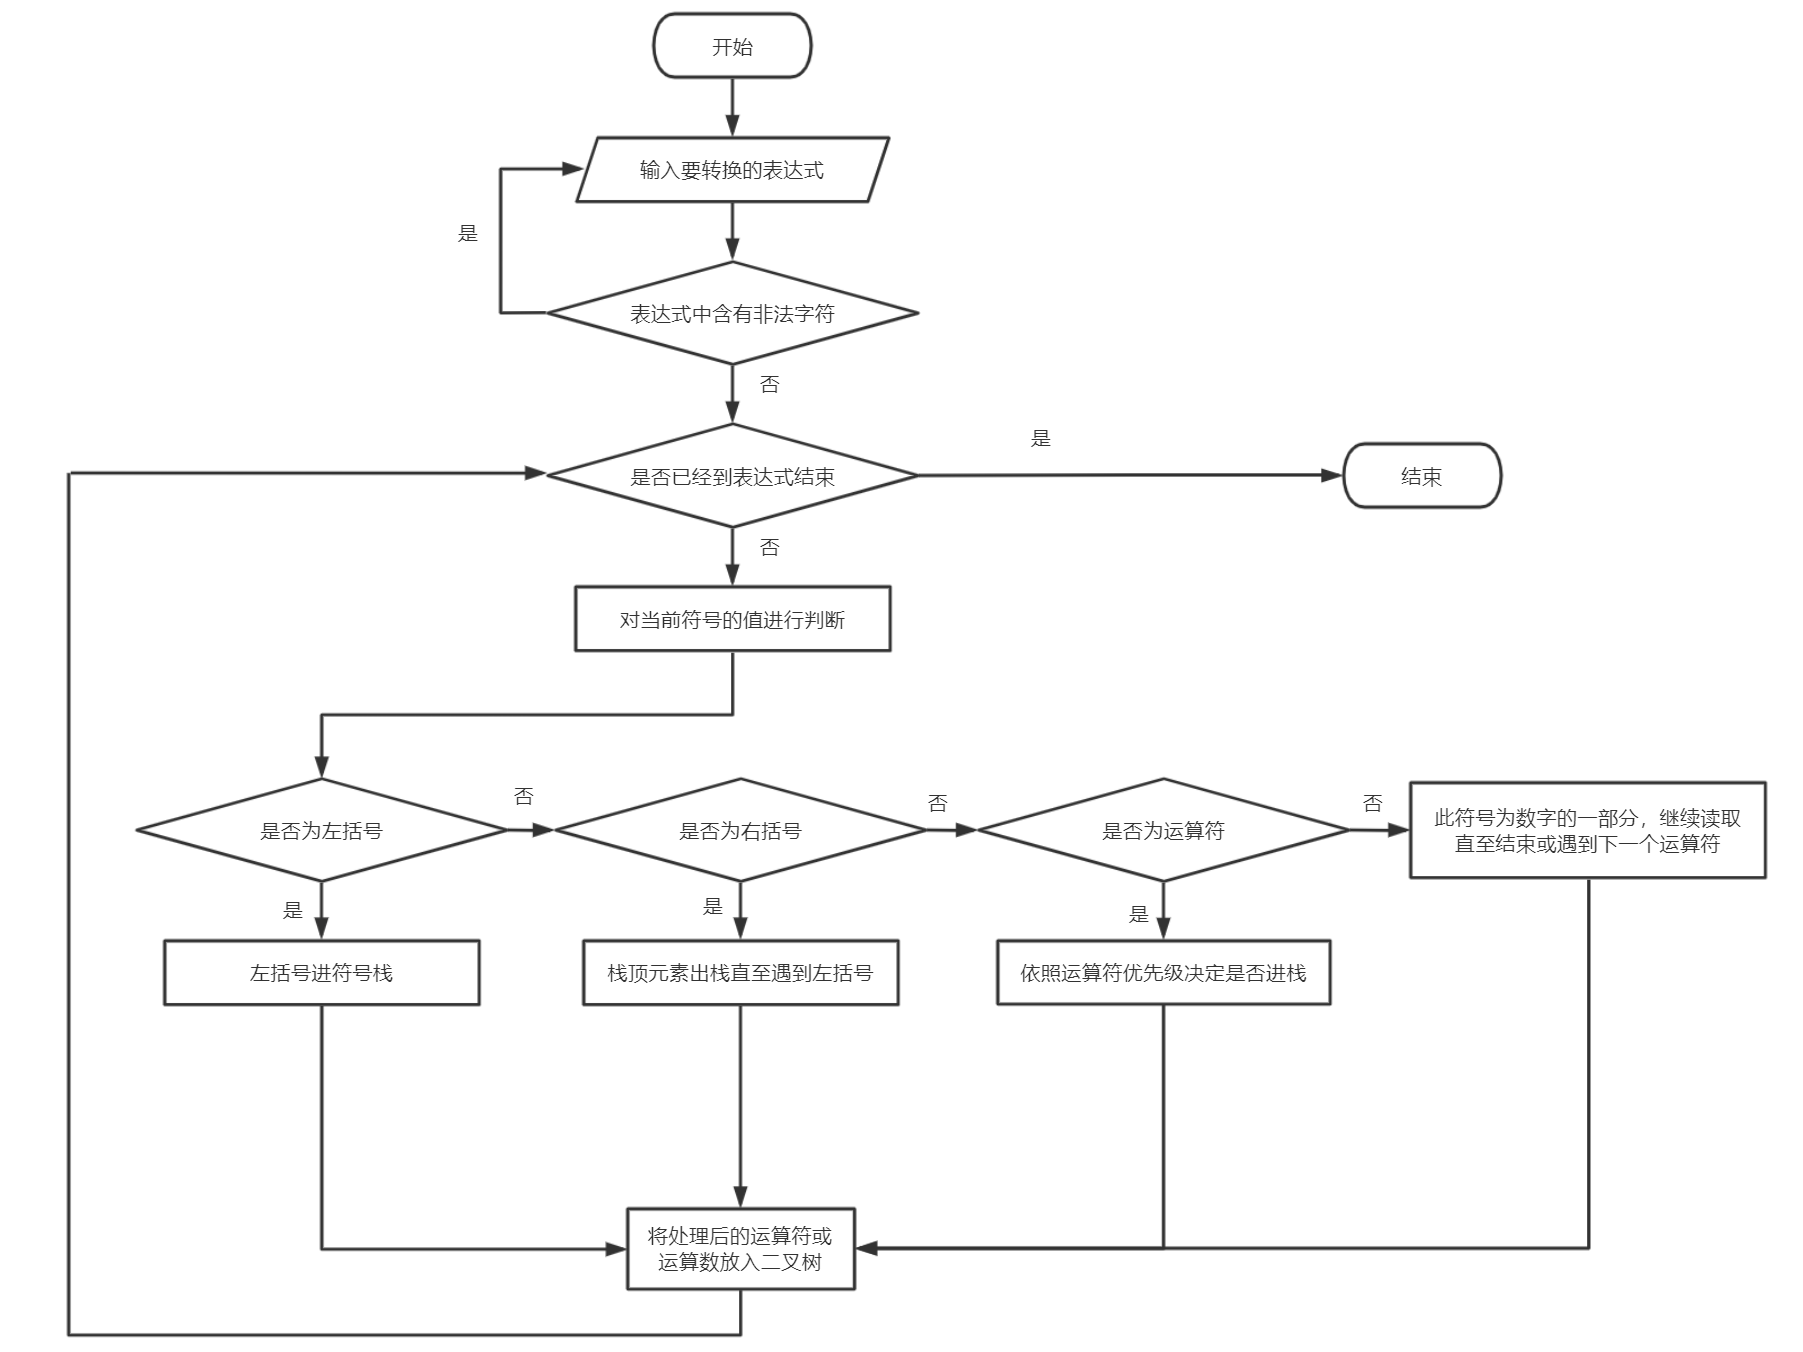 开始
输入要转换的表达式
是
表达式中含有非法字符
否
是
是否已经到表达式结束
结束
否
对当前符号的值进行判断
否
否
否
是否为左括号
是否为右括号
是否为运算符
此符号为数字的一部分，继续读取
直至结束或遇到下一个运算符
是
是
是
左括号进符号栈
栈顶元素出栈直至遇到左括号
依照运算符优先级决定是否进栈
将处理后的运算符或
运算数放入二叉树